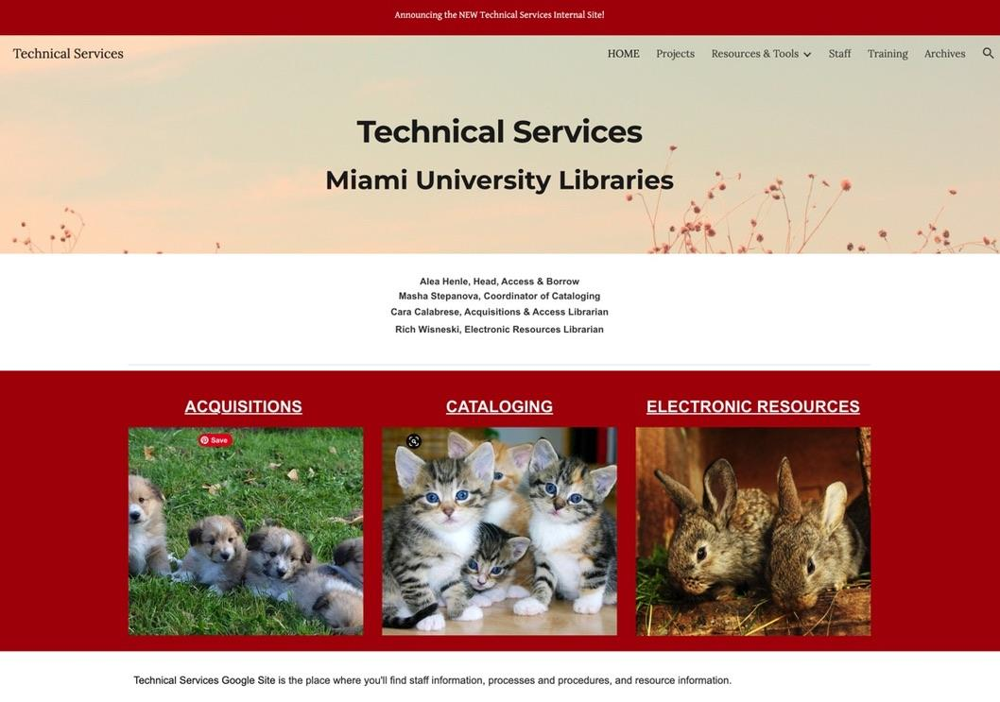 Announcing the NEW Technical Services Internal Site!
Technical Services
HOME Projects Resources & Tools Staff Training Archives
Technical Services
Miami University Libraries
Alea Henle, Head, Access & Borrow
Masha Stepanova, Coordinator of Cataloging
Cara Calabrese, Acquisitions & Access Librarian
Rich Wisneski, Electronic Resources Librarian
ACQUISITIONS CATALOGING ELECTRONIC RESOURCES
Save
Technical Services Google Site is the place where you'll find staff information, processes and procedures, and resource information.